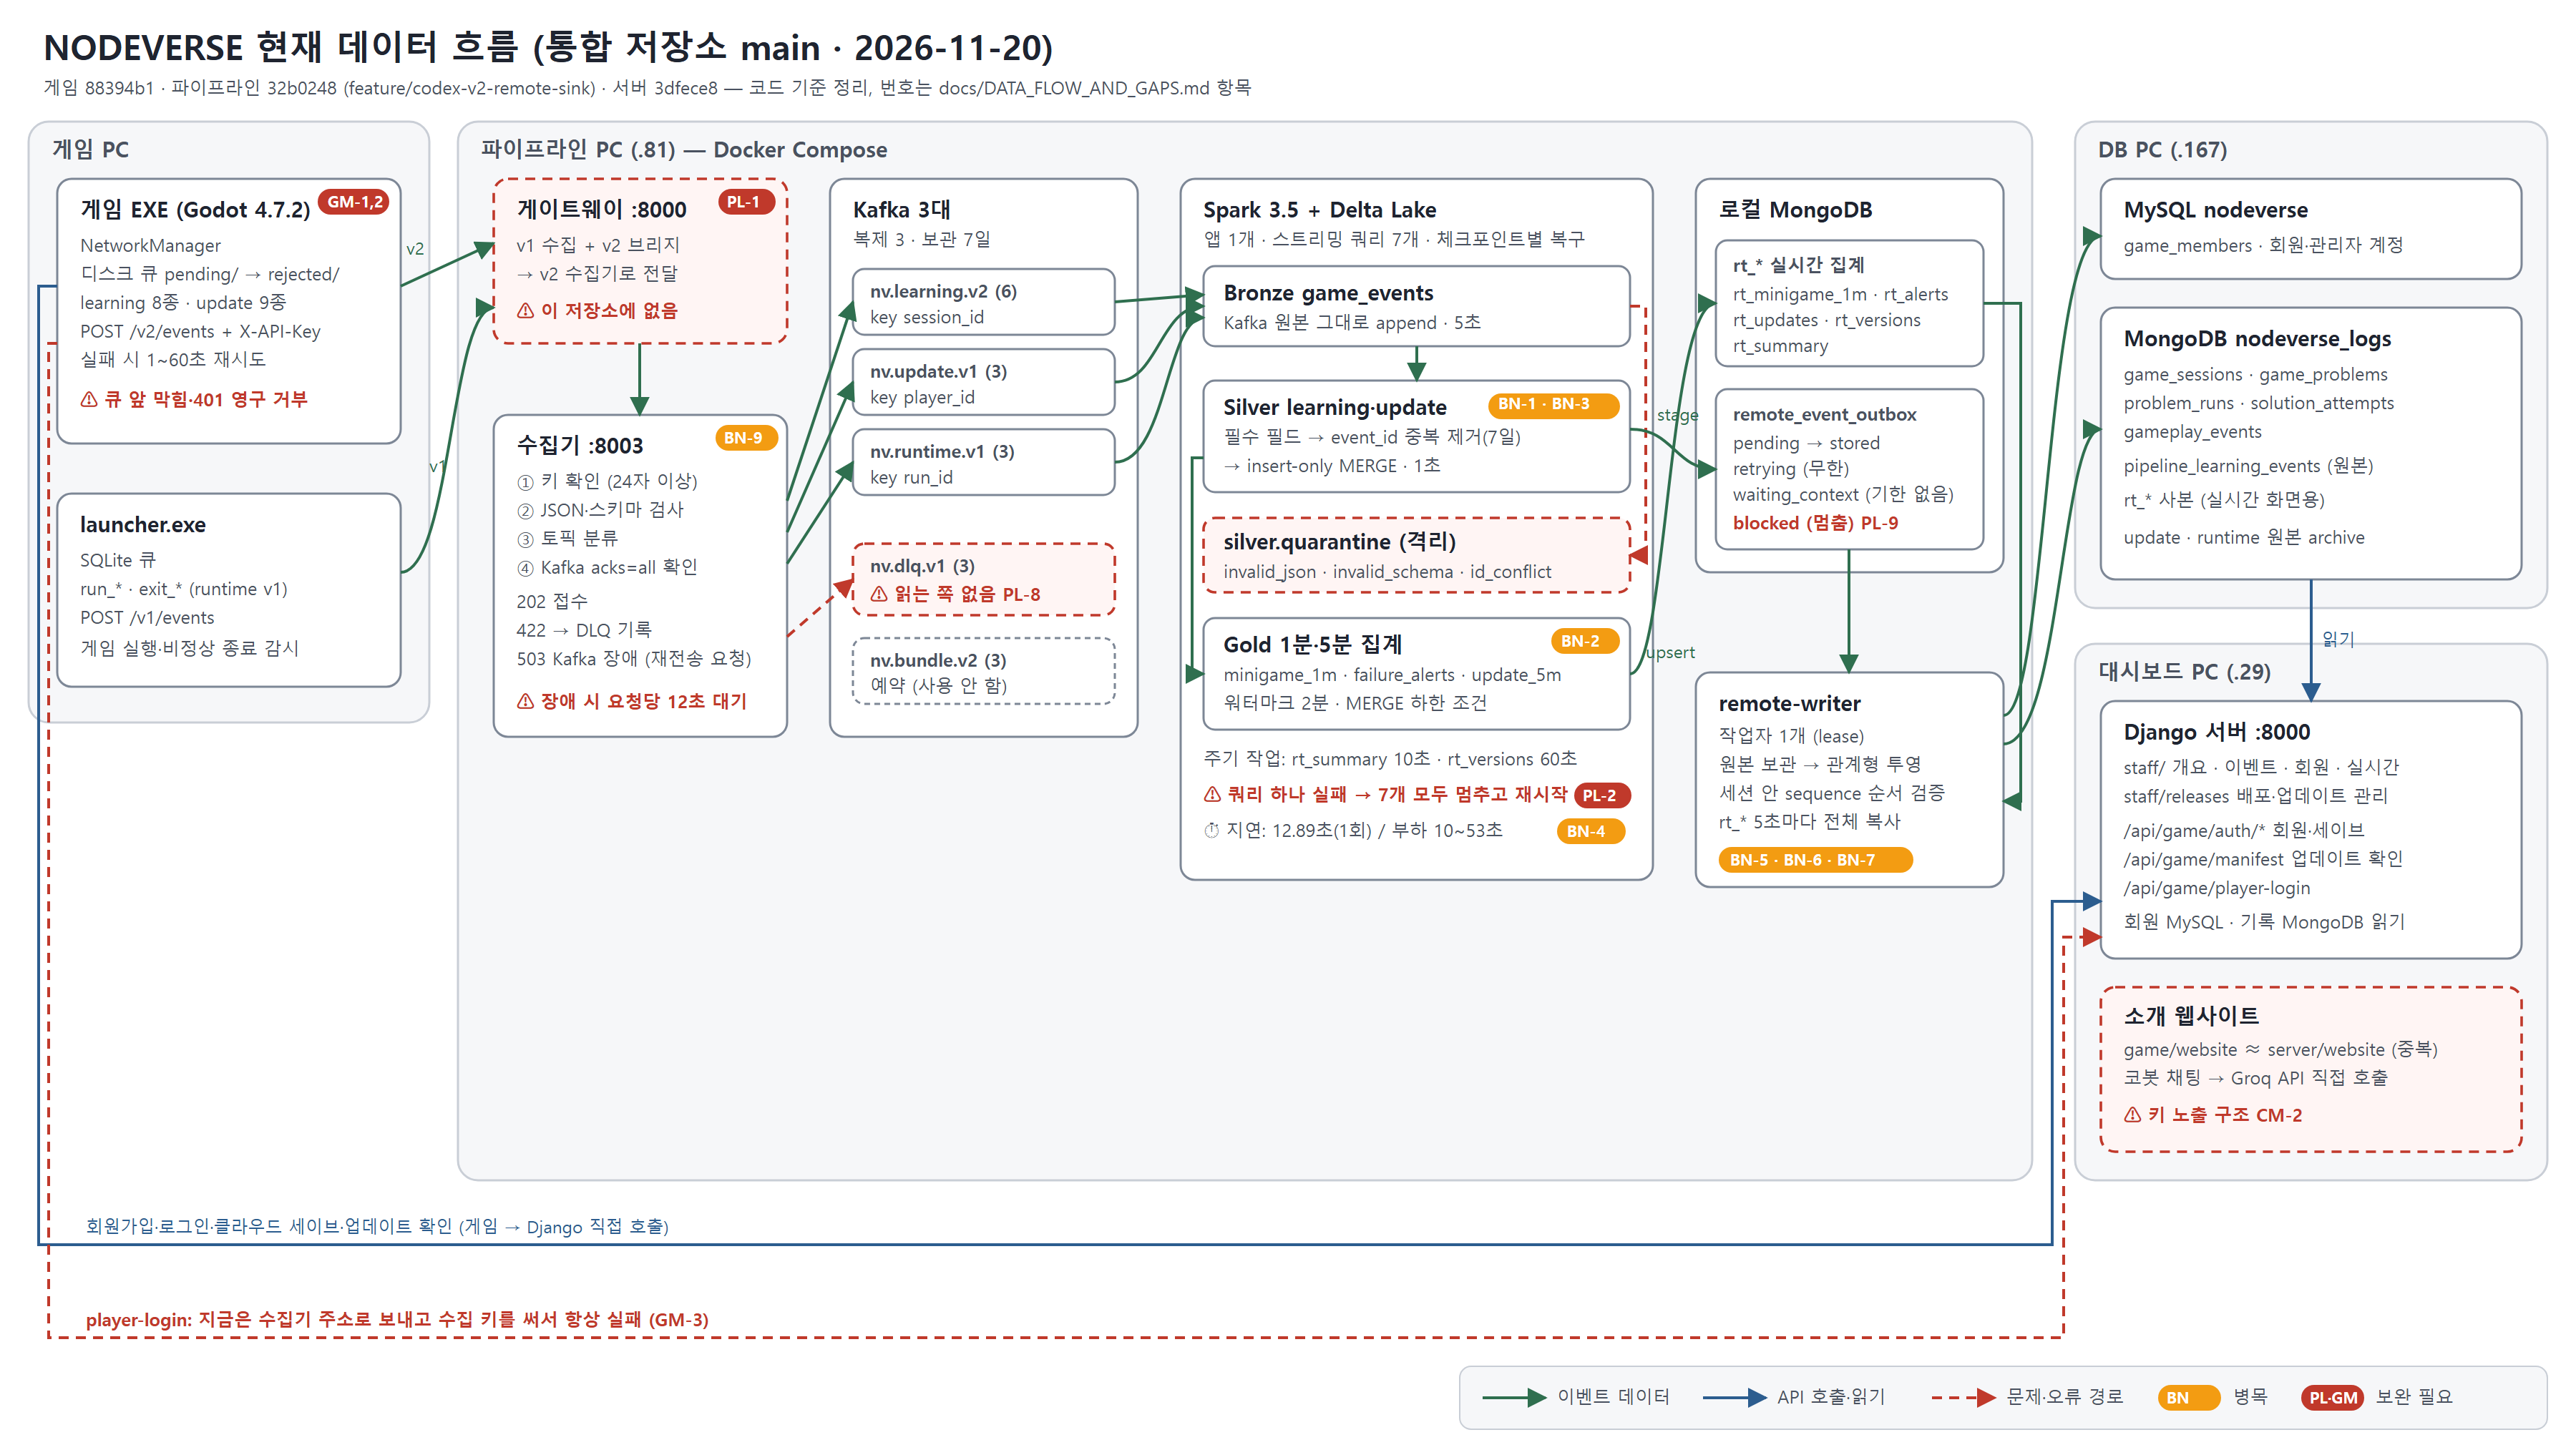 NODEVERSE 현재 데이터 흐름 (통합 저장소 main · 2026-11-20)
게임 88394b1 · 파이프라인 32b0248 (feature/codex-v2-remote-sink) · 서버 3dfece8 — 코드 기준 정리, 번호는 docs/DATA_FLOW_AND_GAPS.md 항목
게임 PC
게임 EXE (Godot 4.7.2)
GM-1,2
NetworkManager
디스크 큐 pending/ → rejected/
learning 8종 · update 9종
POST /v2/events + X-API-Key
실패 시 1~60초 재시도
⚠ 큐 앞 막힘·401 영구 거부
launcher.exe
SQLite 큐
run_* · exit_* (runtime v1)
POST /v1/events
게임 실행·비정상 종료 감시
v2
v1
파이프라인 PC (.81) — Docker Compose
게이트웨이 :8000
PL-1
v1 수집 + v2 브리지
→ v2 수집기로 전달
⚠ 이 저장소에 없음
수집기 :8003
BN-9
① 키 확인 (24자 이상)
② JSON·스키마 검사
③ 토픽 분류
④ Kafka acks=all 확인
202 접수
422 → DLQ 기록
503 Kafka 장애 (재전송 요청)
⚠ 장애 시 요청당 12초 대기
Kafka 3대
복제 3 · 보관 7일
nv.learning.v2 (6)
key session_id
nv.update.v1 (3)
key player_id
nv.runtime.v1 (3)
key run_id
nv.dlq.v1 (3)
⚠ 읽는 쪽 없음 PL-8
nv.bundle.v2 (3)
예약 (사용 안 함)
Spark 3.5 + Delta Lake
앱 1개 · 스트리밍 쿼리 7개 · 체크포인트별 복구
Bronze game_events
Kafka 원본 그대로 append · 5초
Silver learning·update
BN-1 · BN-3
필수 필드 → event_id 중복 제거(7일)
→ insert-only MERGE · 1초
silver.quarantine (격리)
invalid_json · invalid_schema · id_conflict
Gold 1분·5분 집계
BN-2
minigame_1m · failure_alerts · update_5m
워터마크 2분 · MERGE 하한 조건
주기 작업: rt_summary 10초 · rt_versions 60초
⚠ 쿼리 하나 실패 → 7개 모두 멈추고 재시작
PL-2
⏱ 지연: 12.89초(1회) / 부하 10~53초
BN-4
stage
upsert
로컬 MongoDB
rt_* 실시간 집계
rt_minigame_1m · rt_alerts
rt_updates · rt_versions
rt_summary
remote_event_outbox
pending → stored
retrying (무한)
waiting_context (기한 없음)
blocked (멈춤) PL-9
remote-writer
작업자 1개 (lease)
원본 보관 → 관계형 투영
세션 안 sequence 순서 검증
rt_* 5초마다 전체 복사
BN-5 · BN-6 · BN-7
DB PC (.167)
MySQL nodeverse
game_members · 회원·관리자 계정
MongoDB nodeverse_logs
game_sessions · game_problems
problem_runs · solution_attempts
gameplay_events
pipeline_learning_events (원본)
rt_* 사본 (실시간 화면용)
update · runtime 원본 archive
읽기
대시보드 PC (.29)
Django 서버 :8000
staff/ 개요 · 이벤트 · 회원 · 실시간
staff/releases 배포·업데이트 관리
/api/game/auth/* 회원·세이브
/api/game/manifest 업데이트 확인
/api/game/player-login
회원 MySQL · 기록 MongoDB 읽기
소개 웹사이트
game/website ≈ server/website (중복)
코봇 채팅 → Groq API 직접 호출
⚠ 키 노출 구조 CM-2
회원가입·로그인·클라우드 세이브·업데이트 확인 (게임 → Django 직접 호출)
player-login: 지금은 수집기 주소로 보내고 수집 키를 써서 항상 실패 (GM-3)
이벤트 데이터
API 호출·읽기
문제·오류 경로
BN
병목
PL·GM
보완 필요